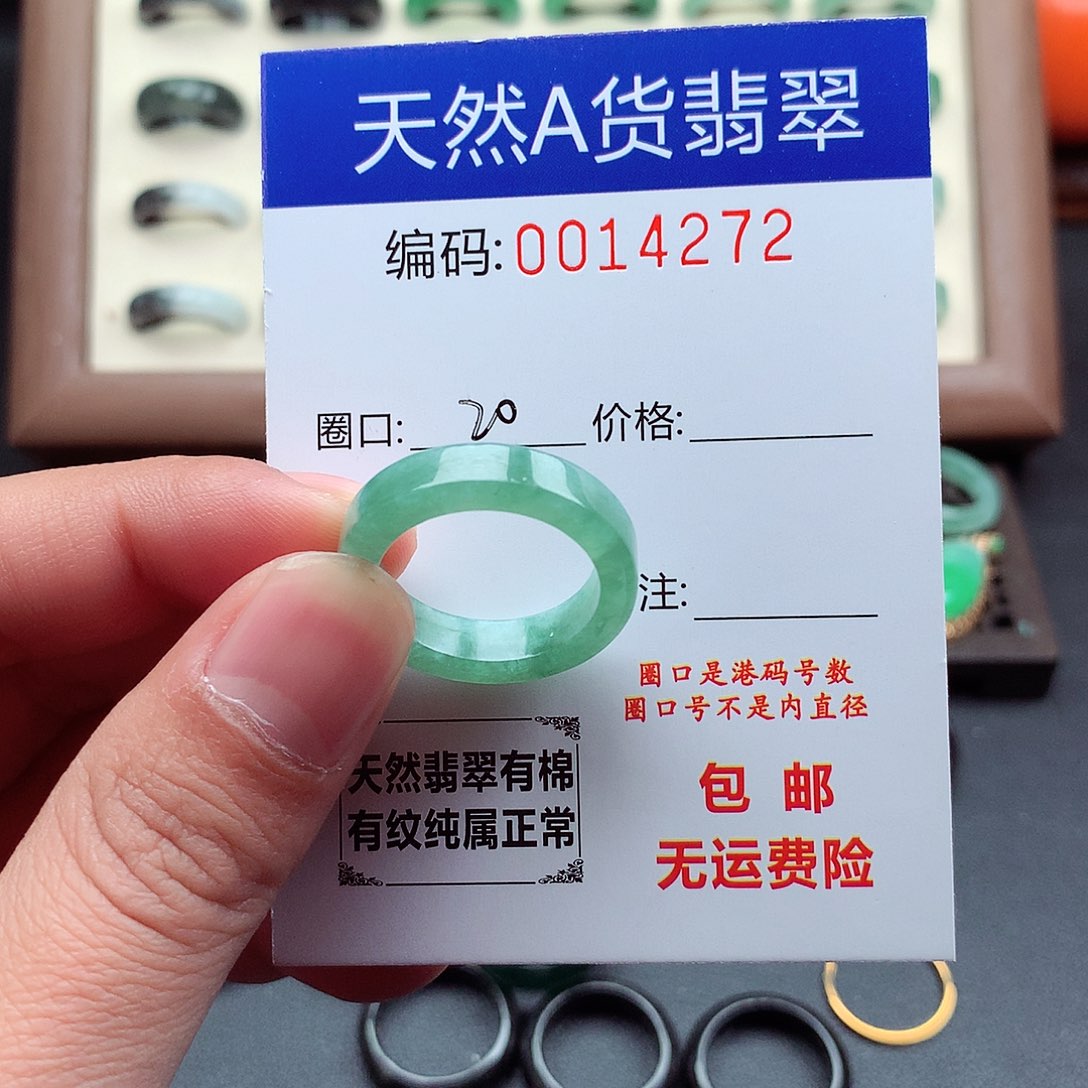 天然A货翡翠
编码:0014272
圈口: 20 价格:
注:
圈口是港码号数
圈口号不是内直径
天然翡翠有棉
有纹纯属正常
包 邮
无运费险